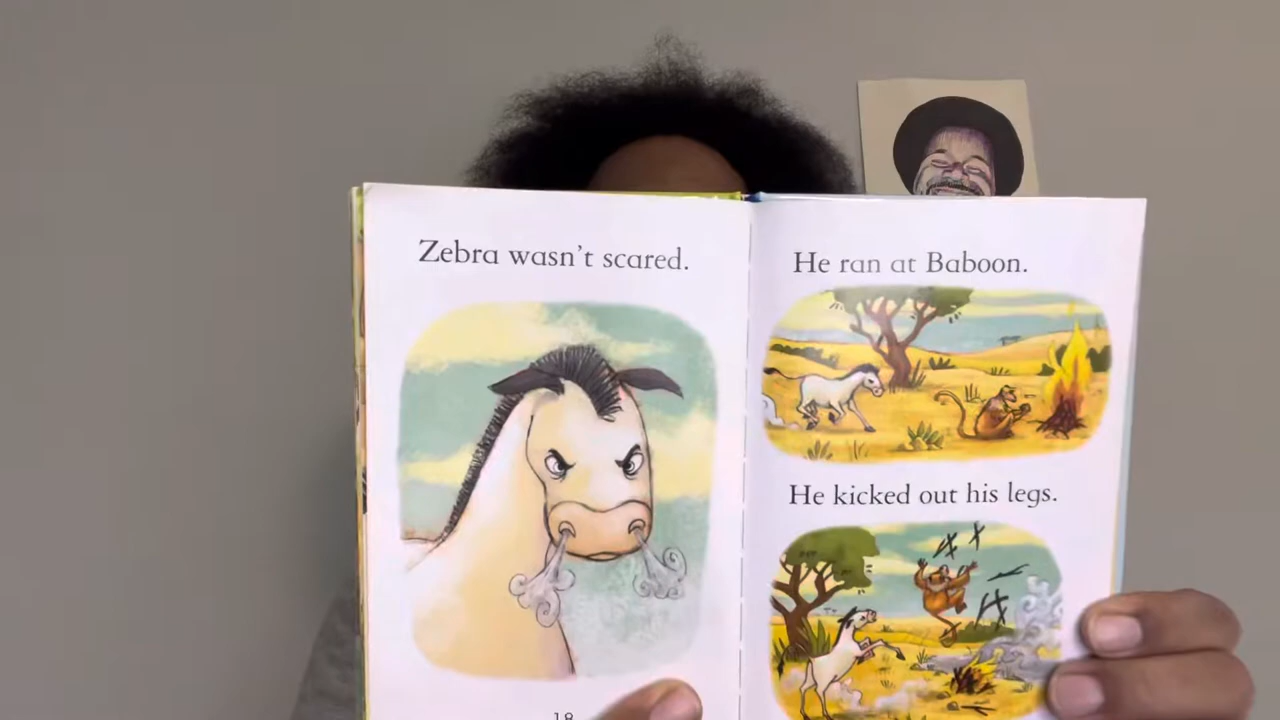 Zebra wasn't scared.
18
He ran at Baboon.
He kicked out his legs.